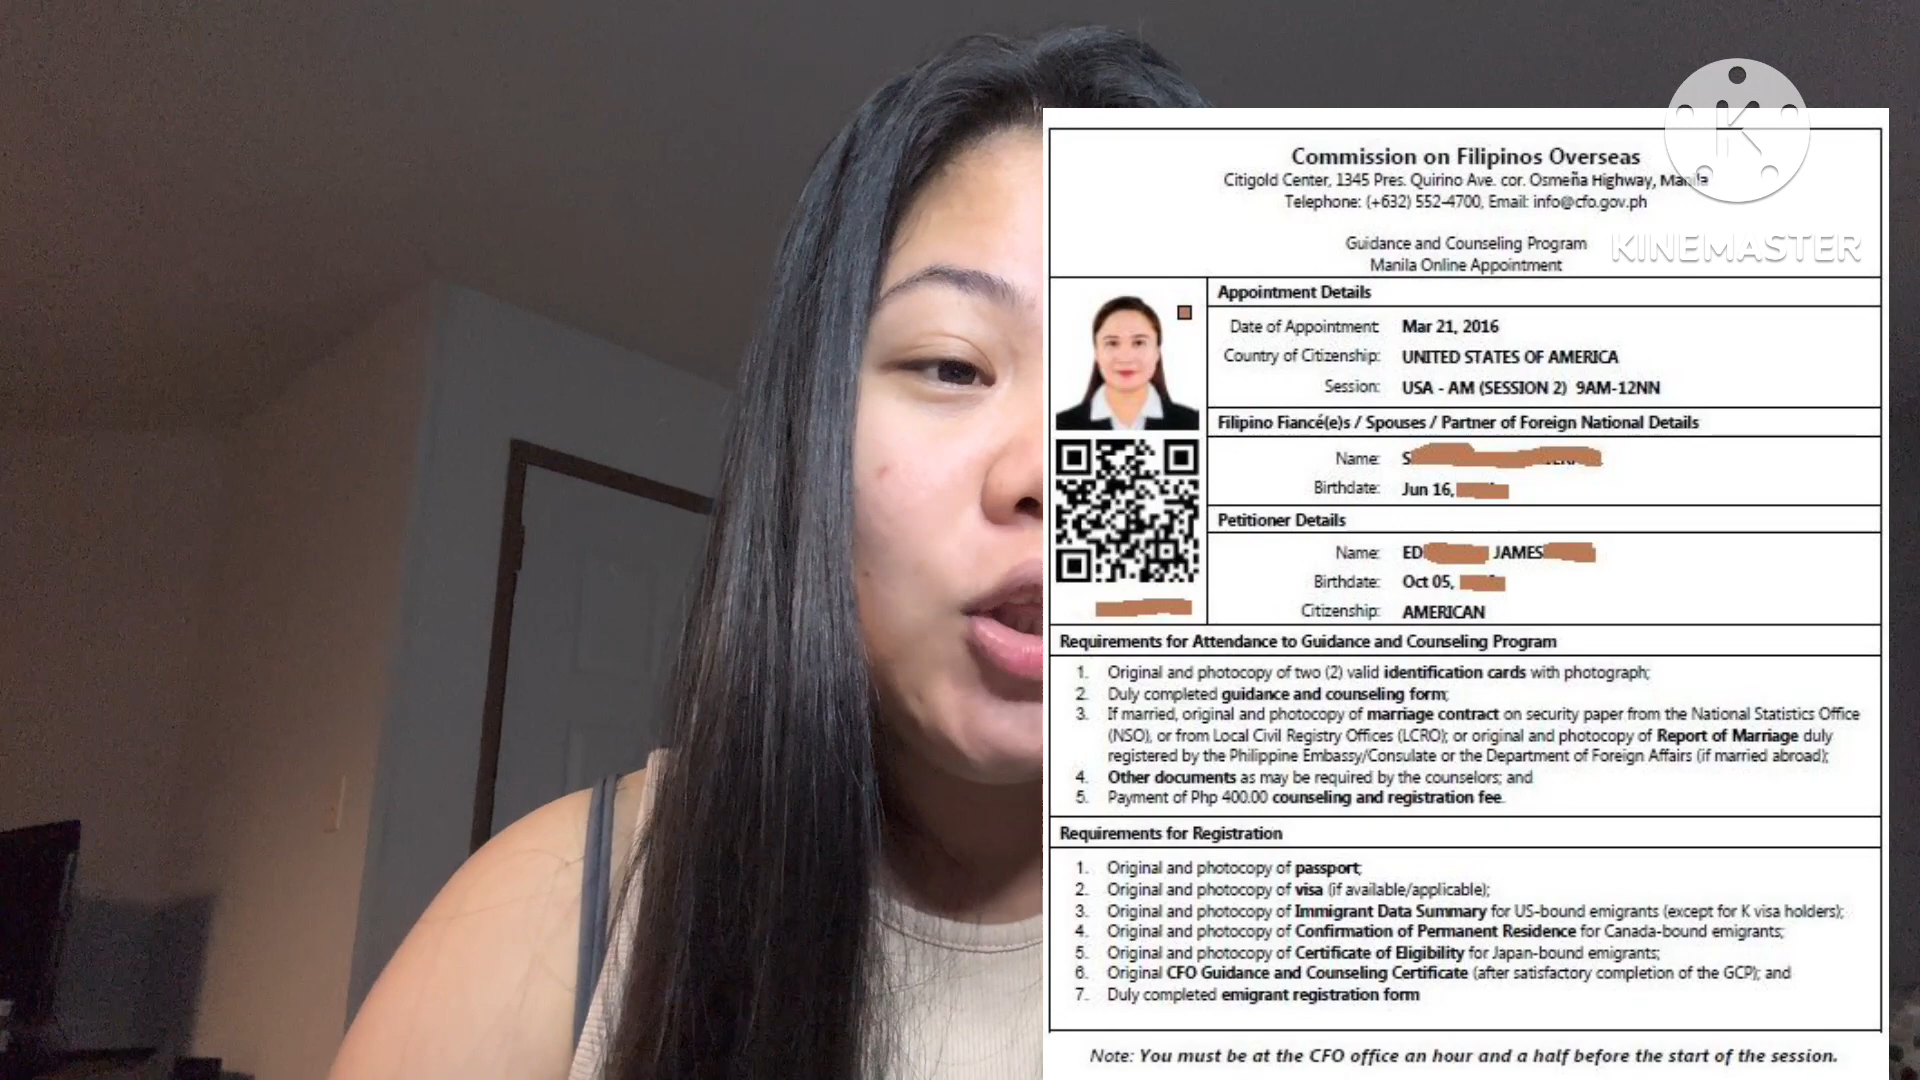 Commission on Filipinos Overseas
Citigold Center, 1345 Pres. Quirino Ave. cor. Osmeña Highway, Manila
Telephone: (+632) 552-4700, Email: info@cfo.gov.ph
K
KINEMASTER
Guidance and Counseling Program
Manila Online Appointment
Appointment Details
Date of Appointment: Mar 21, 2016
Country of Citizenship: UNITED STATES OF AMERICA
Session: USA - AM (SESSION 2) 9AM-12NN
Filipino Fiancé(e)s / Spouses / Partner of Foreign National Details
Name: S
Birthdate: Jun 16,
Petitioner Details
Name: ED JAMES
Birthdate: Oct 05,
Citizenship: AMERICAN
Requirements for Attendance to Guidance and Counseling Program
1. Original and photocopy of two (2) valid identification cards with photograph;
2. Duly completed guidance and counseling form;
3. If married, original and photocopy of marriage contract on security paper from the National Statistics Office
(NSO), or from Local Civil Registry Offices (LCRO); or original and photocopy of Report of Marriage duly
registered by the Philippine Embassy/Consulate or the Department of Foreign Affairs (if married abroad);
4. Other documents as may be required by the counselors; and
5. Payment of Php 400.00 counseling and registration fee.
Requirements for Registration
1. Original and photocopy of passport;
2. Original and photocopy of visa (if available/applicable);
3. Original and photocopy of Immigrant Data Summary for US-bound emigrants (except for K visa holders);
4. Original and photocopy of Confirmation of Permanent Residence for Canada-bound emigrants;
5. Original and photocopy of Certificate of Eligibility for Japan-bound emigrants;
6. Original CFO Guidance and Counseling Certificate (after satisfactory completion of the GCP); and
7. Duly completed emigrant registration form
Note: You must be at the CFO office an hour and a half before the start of the session.